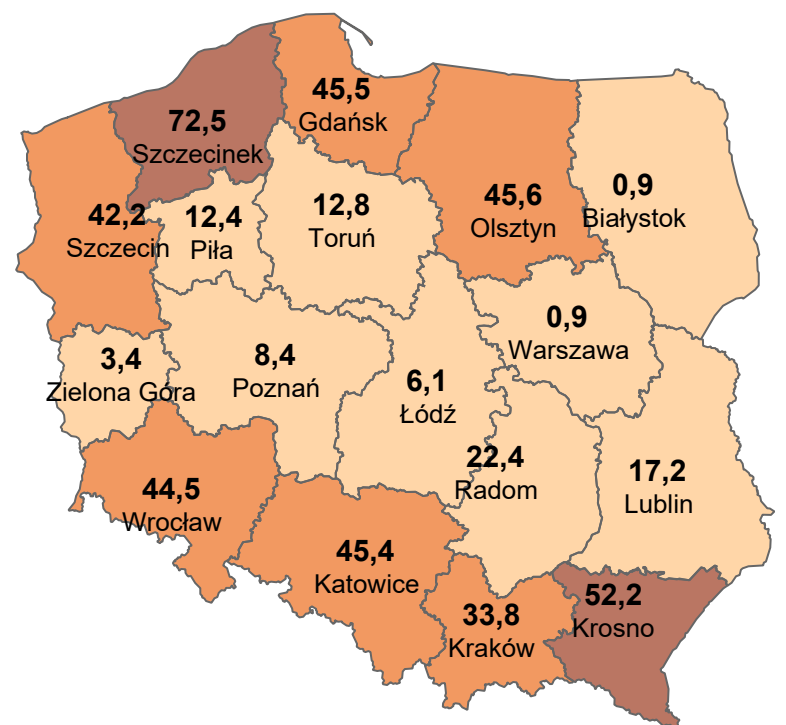 45,5
Gdańsk
72,5
Szczecinek
45,6
Olsztyn
0,9
Białystok
42,2
Szczecin
12,4
Piła
12,8
Toruń
0,9
Warszawa
3,4
Zielona Góra
8,4
Poznań
6,1
Łódź
22,4
Radom
17,2
Lublin
44,5
Wrocław
45,4
Katowice
33,8
Kraków
52,2
Krosno